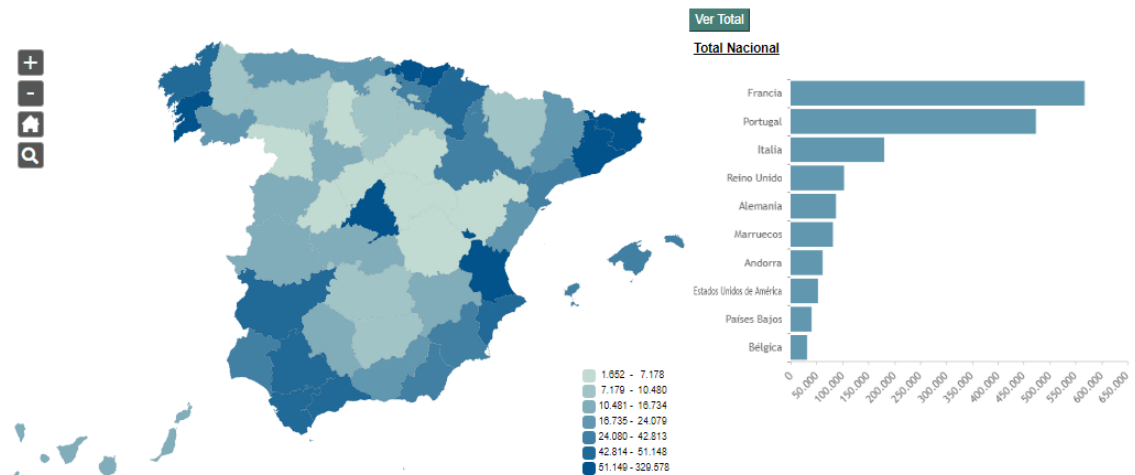 Ver Total
Total Nacional
+
-
Francia
Portugal
Italia
Reino Unido
Alemania
Marruecos
Andorra
Estados Unidos de América
Países Bajos
Bélgica
0
50.000
100.000
150.000
200.000
250.000
300.000
350.000
400.000
450.000
500.000
550.000
600.000
650.000
1.652 - 7.178
7.179 - 10.480
10.481 - 16.734
16.735 - 24.079
24.080 - 42.813
42.814 - 51.148
51.149 - 329.578